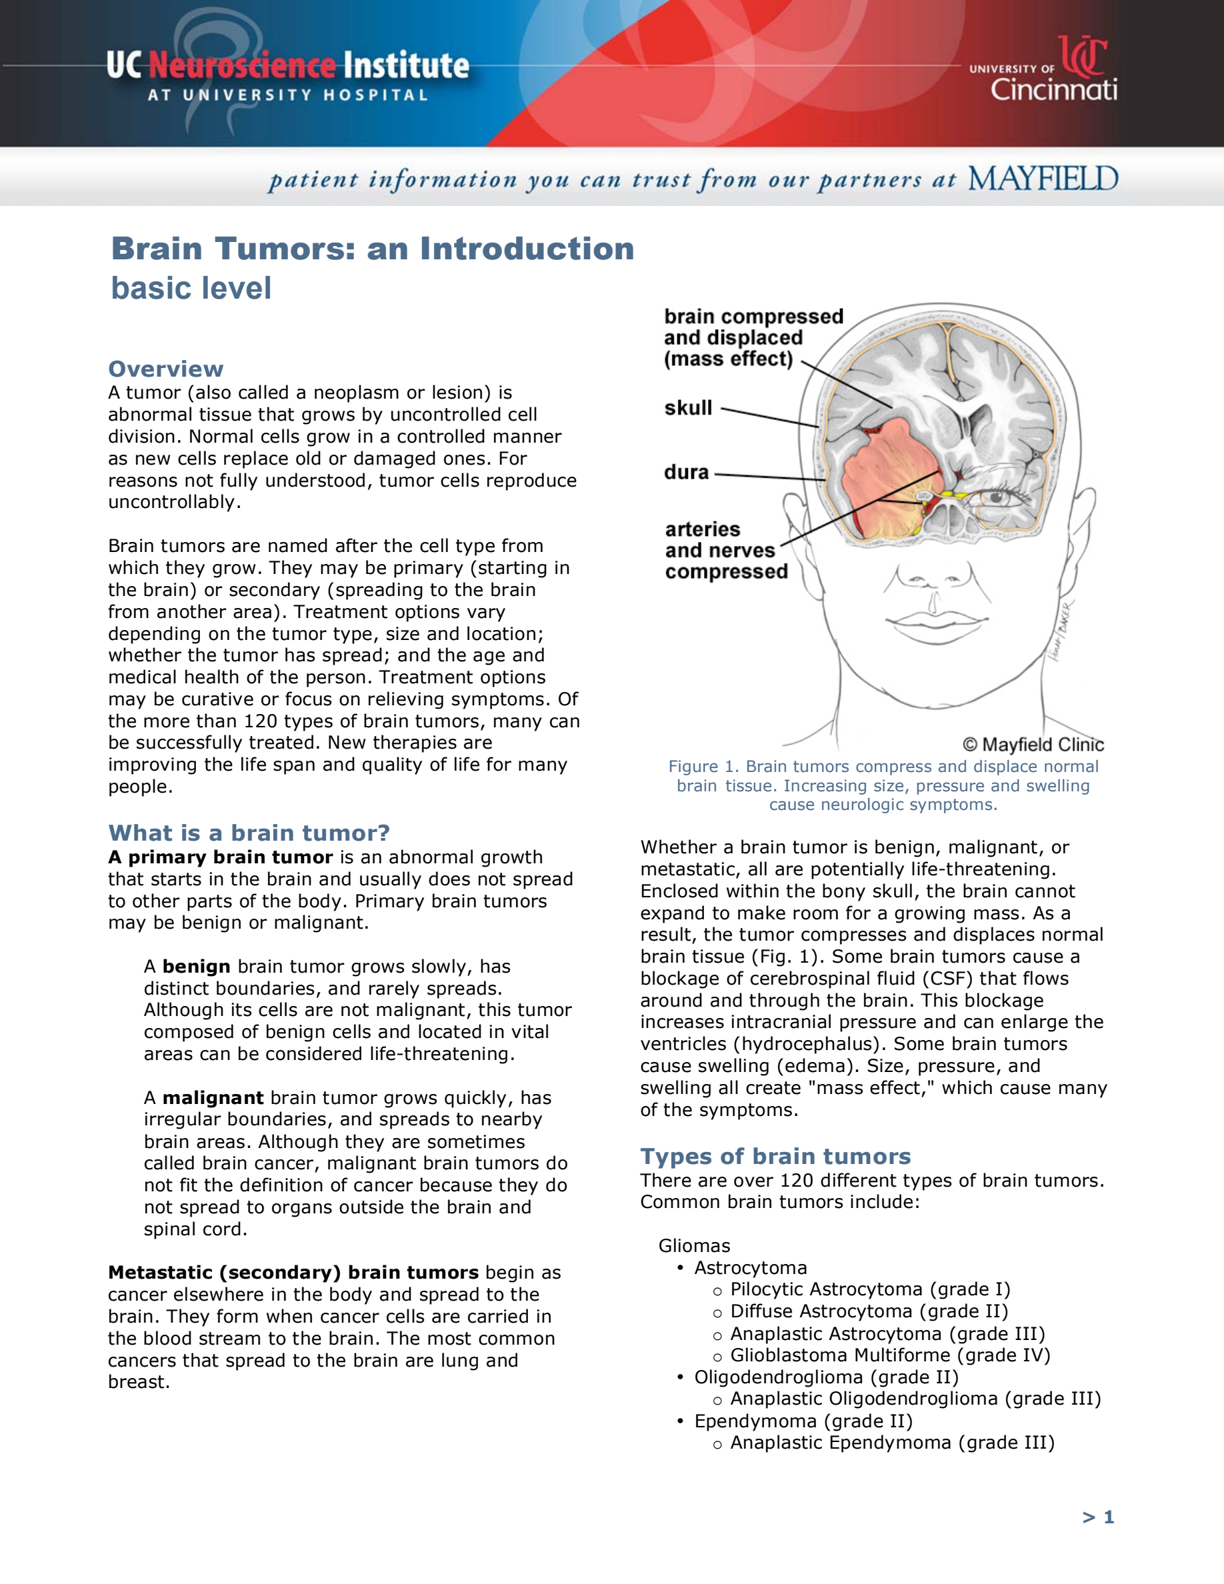 UC Neuroscience Institute
AT UNIVERSITY HOSPITAL
UNIVERSITY OF
Cincinnati
patient information you can trust from our partners at MAYFIELD
Brain Tumors: an Introduction
basic level
Overview
A tumor (also called a neoplasm or lesion) is
abnormal tissue that grows by uncontrolled cell
division. Normal cells grow in a controlled manner
as new cells replace old or damaged ones. For
reasons not fully understood, tumor cells reproduce
uncontrollably.
Brain tumors are named after the cell type from
which they grow. They may be primary (starting in
the brain) or secondary (spreading to the brain
from another area). Treatment options vary
depending on the tumor type, size and location;
whether the tumor has spread; and the age and
medical health of the person. Treatment options
may be curative or focus on relieving symptoms. Of
the more than 120 types of brain tumors, many can
be successfully treated. New therapies are
improving the life span and quality of life for many
people.
What is a brain tumor?
A primary brain tumor is an abnormal growth
that starts in the brain and usually does not spread
to other parts of the body. Primary brain tumors
may be benign or malignant.
A benign brain tumor grows slowly, has
distinct boundaries, and rarely spreads.
Although its cells are not malignant, this tumor
composed of benign cells and located in vital
areas can be considered life-threatening.
A malignant brain tumor grows quickly, has
irregular boundaries, and spreads to nearby
brain areas. Although they are sometimes
called brain cancer, malignant brain tumors do
not fit the definition of cancer because they do
not spread to organs outside the brain and
spinal cord.
Metastatic (secondary) brain tumors begin as
cancer elsewhere in the body and spread to the
brain. They form when cancer cells are carried in
the blood stream to the brain. The most common
cancers that spread to the brain are lung and
breast.
brain compressed
and displaced
(mass effect)
skull
dura
arteries
and nerves
compressed
© Mayfield Clinic
Figure 1. Brain tumors compress and displace normal
brain tissue. Increasing size, pressure and swelling
cause neurologic symptoms.
Whether a brain tumor is benign, malignant, or
metastatic, all are potentially life-threatening.
Enclosed within the bony skull, the brain cannot
expand to make room for a growing mass. As a
result, the tumor compresses and displaces normal
brain tissue (Fig. 1). Some brain tumors cause a
blockage of cerebrospinal fluid (CSF) that flows
around and through the brain. This blockage
increases intracranial pressure and can enlarge the
ventricles (hydrocephalus). Some brain tumors
cause swelling (edema). Size, pressure, and
swelling all create "mass effect," which cause many
of the symptoms.
Types of brain tumors
There are over 120 different types of brain tumors.
Common brain tumors include:
Gliomas
• Astrocytoma
o Pilocytic Astrocytoma (grade I)
o Diffuse Astrocytoma (grade II)
o Anaplastic Astrocytoma (grade III)
o Glioblastoma Multiforme (grade IV)
• Oligodendroglioma (grade II)
o Anaplastic Oligodendroglioma (grade III)
• Ependymoma (grade II)
o Anaplastic Ependymoma (grade III)
> 1